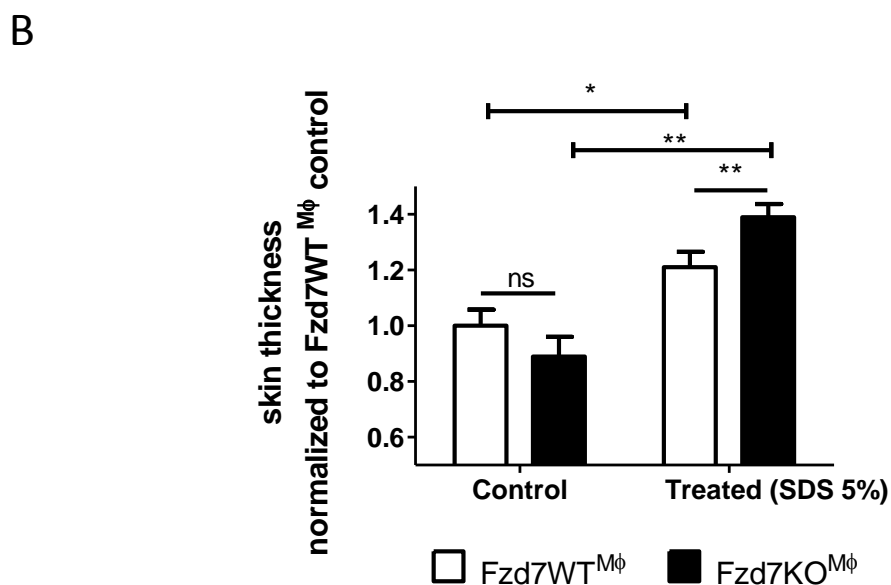 B
skin thickness
normalized to Fzd7WT Mϕ control
*
**
**
ns
1.4
1.2
1.0
0.8
0.6
Control
Treated (SDS 5%)
Fzd7WTMϕ
Fzd7KOMϕ